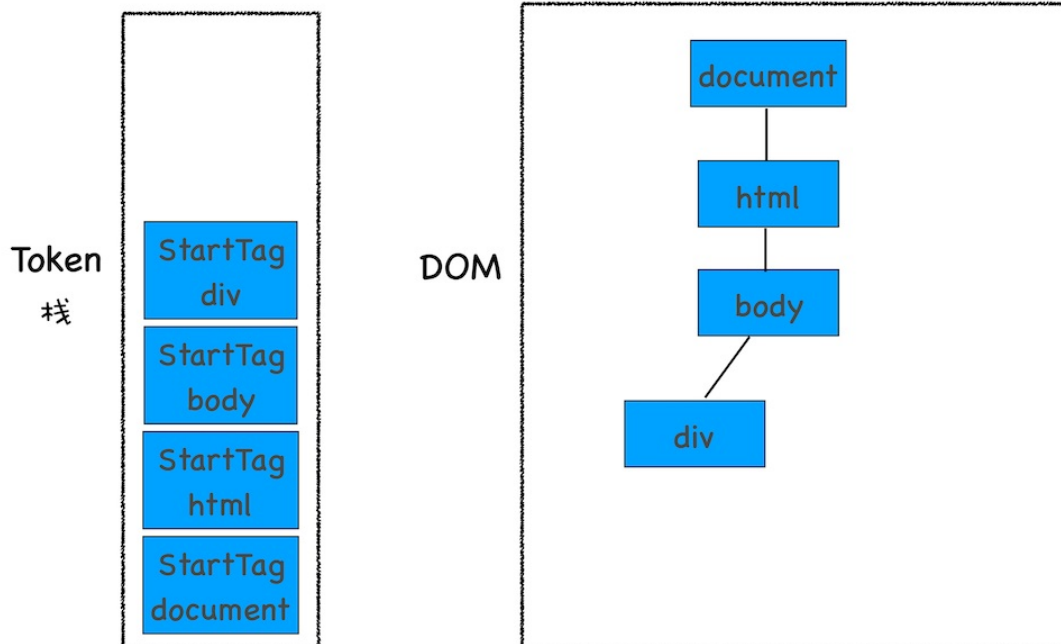 Token
栈
StartTag
div
StartTag
body
StartTag
html
StartTag
document
DOM
document
html
body
div